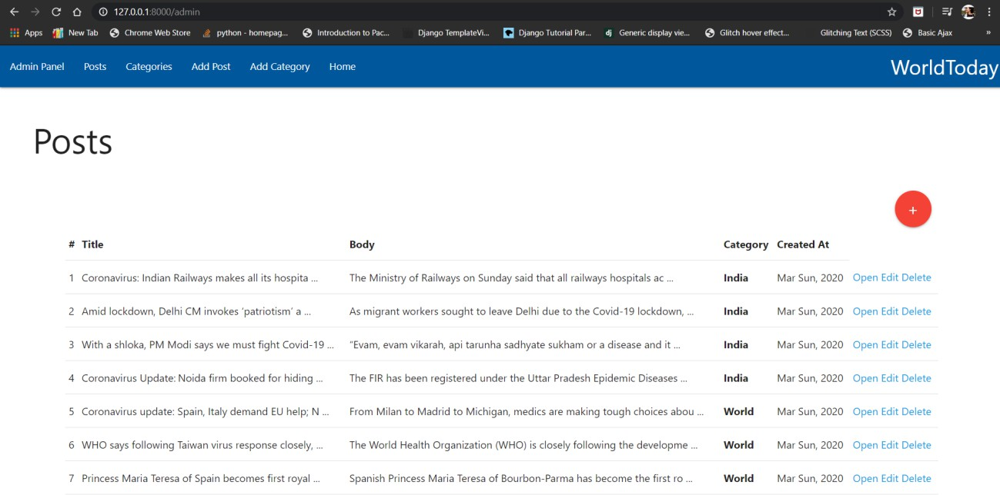 127.0.0.1:8000/admin
Apps New Tab Chrome Web Store python - homepag... Introduction to Pac... Django TemplateVi... Django Tutorial Par... dj Generic display vie... Glitch hover effect... Glitching Text (SCSS) Basic Ajax »
Admin Panel Posts Categories Add Post Add Category Home WorldToday
Posts
+
# Title Body Category Created At
1 Coronavirus: Indian Railways makes all its hospita ... The Ministry of Railways on Sunday said that all railways hospitals ac ... India Mar Sun, 2020 Open Edit Delete
2 Amid lockdown, Delhi CM invokes ‘patriotism’ a ... As migrant workers sought to leave Delhi due to the Covid-19 lockdown, ... India Mar Sun, 2020 Open Edit Delete
3 With a shloka, PM Modi says we must fight Covid-19 ... “Evam, evam vikarah, api tarunha sadhyate sukham or a disease and it ... India Mar Sun, 2020 Open Edit Delete
4 Coronavirus Update: Noida firm booked for hiding ... The FIR has been registered under the Uttar Pradesh Epidemic Diseases ... India Mar Sun, 2020 Open Edit Delete
5 Coronavirus update: Spain, Italy demand EU help; N ... From Milan to Madrid to Michigan, medics are making tough choices abou ... World Mar Sun, 2020 Open Edit Delete
6 WHO says following Taiwan virus response closely, ... The World Health Organization (WHO) is closely following the developme ... World Mar Sun, 2020 Open Edit Delete
7 Princess Maria Teresa of Spain becomes first royal ... Spanish Princess Maria Teresa of Bourbon-Parma has become the first ro ... World Mar Sun, 2020 Open Edit Delete